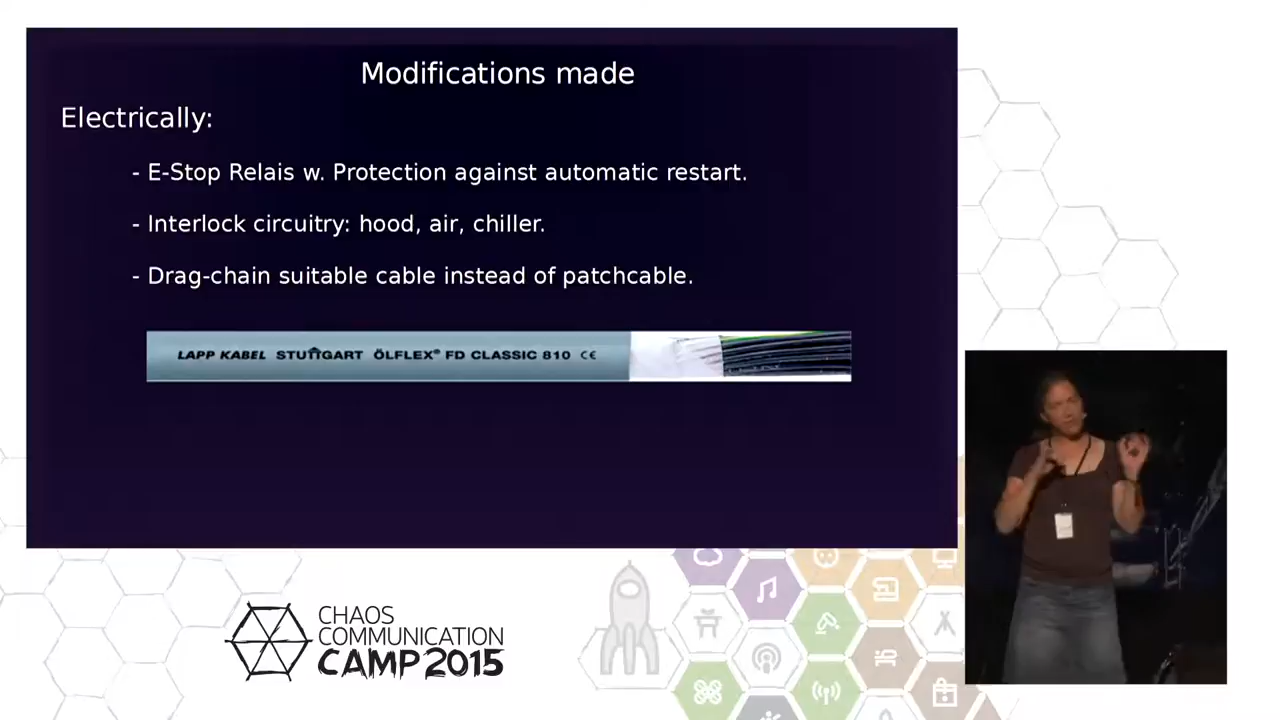 Modifications made
Electrically:
- E-Stop Relais w. Protection against automatic restart.
- Interlock circuitry: hood, air, chiller.
- Drag-chain suitable cable instead of patchcable.
LAPP KABEL STUTTGART ÖLFLEX® FD CLASSIC 810 CE
CHAOS
COMMUNICATION
CAMP 2015